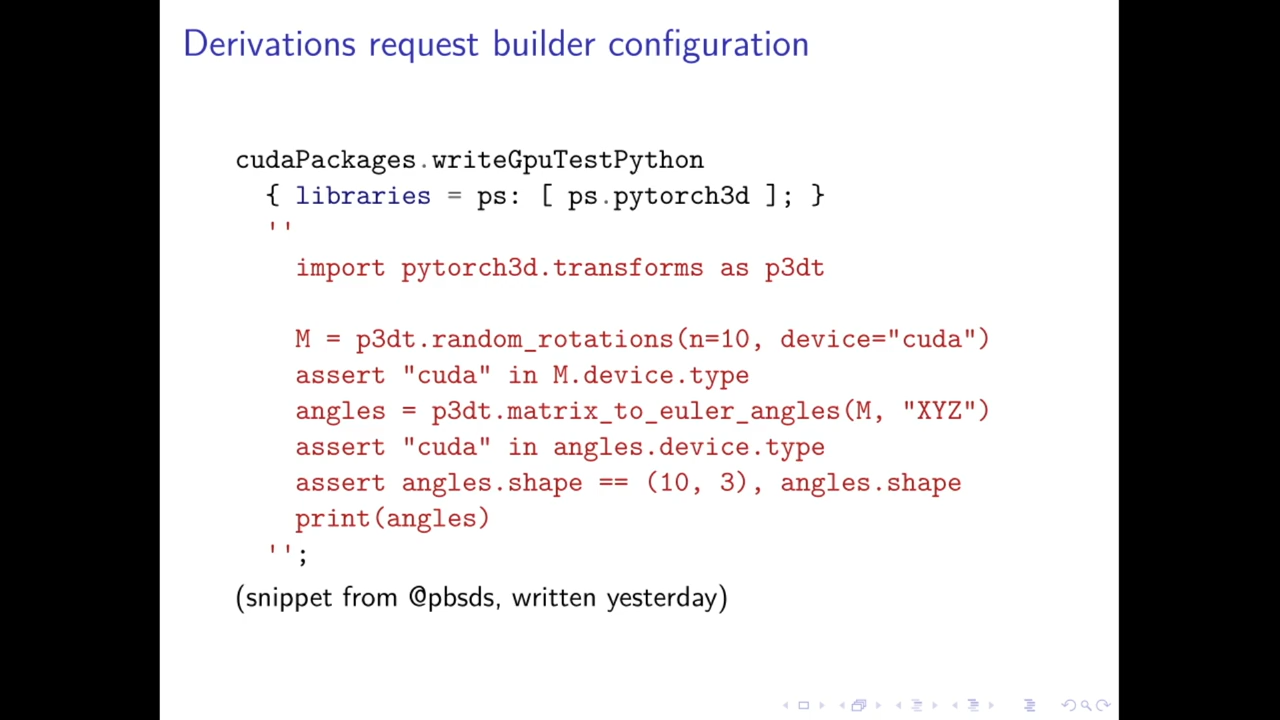 Derivations request builder configuration
cudaPackages.writeGpuTestPython
{ libraries = ps: [ ps.pytorch3d ]; }
''
import pytorch3d.transforms as p3dt
M = p3dt.random_rotations(n=10, device="cuda")
assert "cuda" in M.device.type
angles = p3dt.matrix_to_euler_angles(M, "XYZ")
assert "cuda" in angles.device.type
assert angles.shape == (10, 3), angles.shape
print(angles)
'';
(snippet from @pbsds, written yesterday)